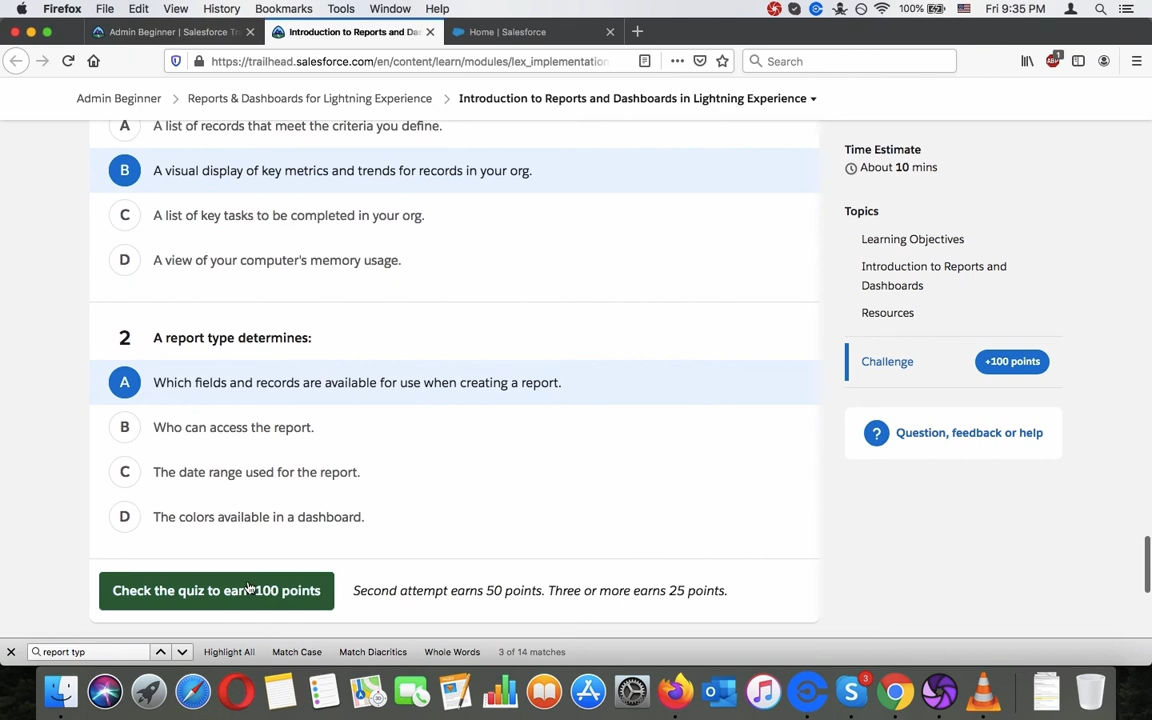 Firefox File Edit View History Bookmarks Tools Window Help 100% Fri 9:35 PM
Admin Beginner | Salesforce Tr
Introduction to Reports and Da
Home | Salesforce
https://trailhead.salesforce.com/en/content/learn/modules/lex_implementation
Search
Admin Beginner
Reports & Dashboards for Lightning Experience
Introduction to Reports and Dashboards in Lightning Experience
A A list of records that meet the criteria you define.
B A visual display of key metrics and trends for records in your org.
C A list of key tasks to be completed in your org.
D A view of your computer's memory usage.
2 A report type determines:
A Which fields and records are available for use when creating a report.
B Who can access the report.
C The date range used for the report.
D The colors available in a dashboard.
Check the quiz to earn 100 points
Second attempt earns 50 points. Three or more earns 25 points.
Time Estimate
About 10 mins
Topics
Learning Objectives
Introduction to Reports and
Dashboards
Resources
Challenge +100 points
? Question, feedback or help
report typ
Highlight All Match Case Match Diacritics Whole Words 3 of 14 matches
3